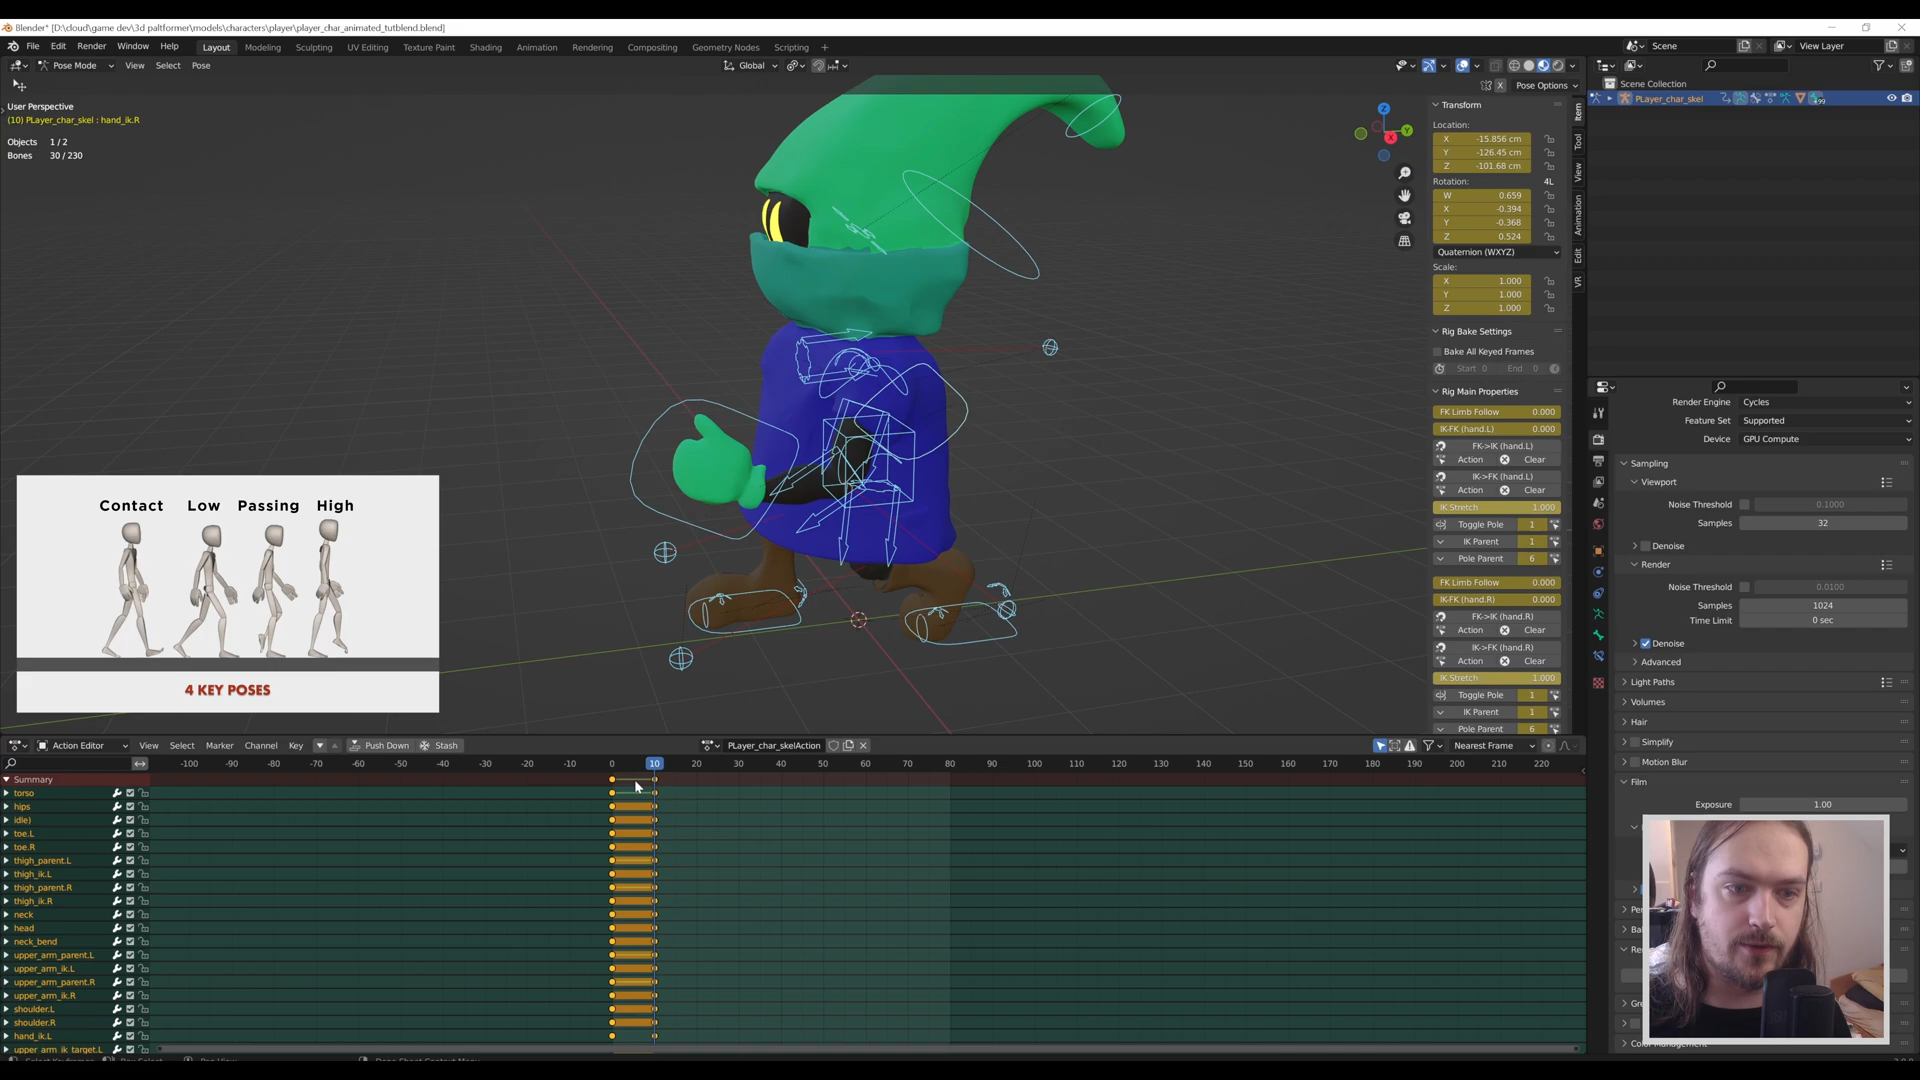 Blender* [D:\cloud\game dev\3d paltformer\models\characters\player\player_char_animated_tutblend.blend]
File Edit Render Window Help Layout Modeling Sculpting UV Editing Texture Paint Shading Animation Rendering Compositing Geometry Nodes Scripting +
Scene View Layer
Pose Mode View Select Pose Global
X Pose Options
User Perspective
(10) PLayer_char_skel : hand_ik.R
Objects 1 / 2
Bones 30 / 230
Scene Collection
PLayer_char_skel
Z
Y
X
Transform
Location:
X -15.856 cm
Y -126.45 cm
Z -101.68 cm
Rotation: 4L
W 0.659
X -0.394
Y -0.368
Z 0.524
Quaternion (WXYZ)
Scale:
X 1.000
Y 1.000
Z 1.000
Rig Bake Settings
Bake All Keyed Frames
Start 0 End 0
Rig Main Properties
FK Limb Follow 0.000
IK-FK (hand.L) 0.000
FK->IK (hand.L)
Action Clear
IK->FK (hand.L)
Action Clear
IK Stretch 1.000
Toggle Pole 1
IK Parent 1
Pole Parent 6
FK Limb Follow 0.000
IK-FK (hand.R) 0.000
FK->IK (hand.R)
Action Clear
IK->FK (hand.R)
Action Clear
IK Stretch 1.000
Toggle Pole 1
IK Parent 1
Pole Parent 6
Item
Tool
View
Animation
Edit
VR
Render Engine Cycles
Feature Set Supported
Device GPU Compute
Sampling
Viewport
Noise Threshold 0.1000
Samples 32
Denoise
Render
Noise Threshold 0.0100
Samples 1024
Time Limit 0 sec
Denoise
Advanced
Light Paths
Volumes
Hair
Simplify
Motion Blur
Film
Exposure 1.00
Contact Low Passing High
4 KEY POSES
Action Editor View Select Marker Channel Key Push Down Stash PLayer_char_skelAction Nearest Frame
-100 -90 -80 -70 -60 -50 -40 -30 -20 -10 0 10 20 30 40 50 60 70 80 90 100 110 120 130 140 150 160 170 180 190 200 210 220
Summary
torso
hips
idle)
toe.L
toe.R
thigh_parent.L
thigh_ik.L
thigh_parent.R
thigh_ik.R
neck
head
neck_bend
upper_arm_parent.L
upper_arm_ik.L
upper_arm_parent.R
upper_arm_ik.R
shoulder.L
shoulder.R
hand_ik.L
upper_arm_ik_target.L